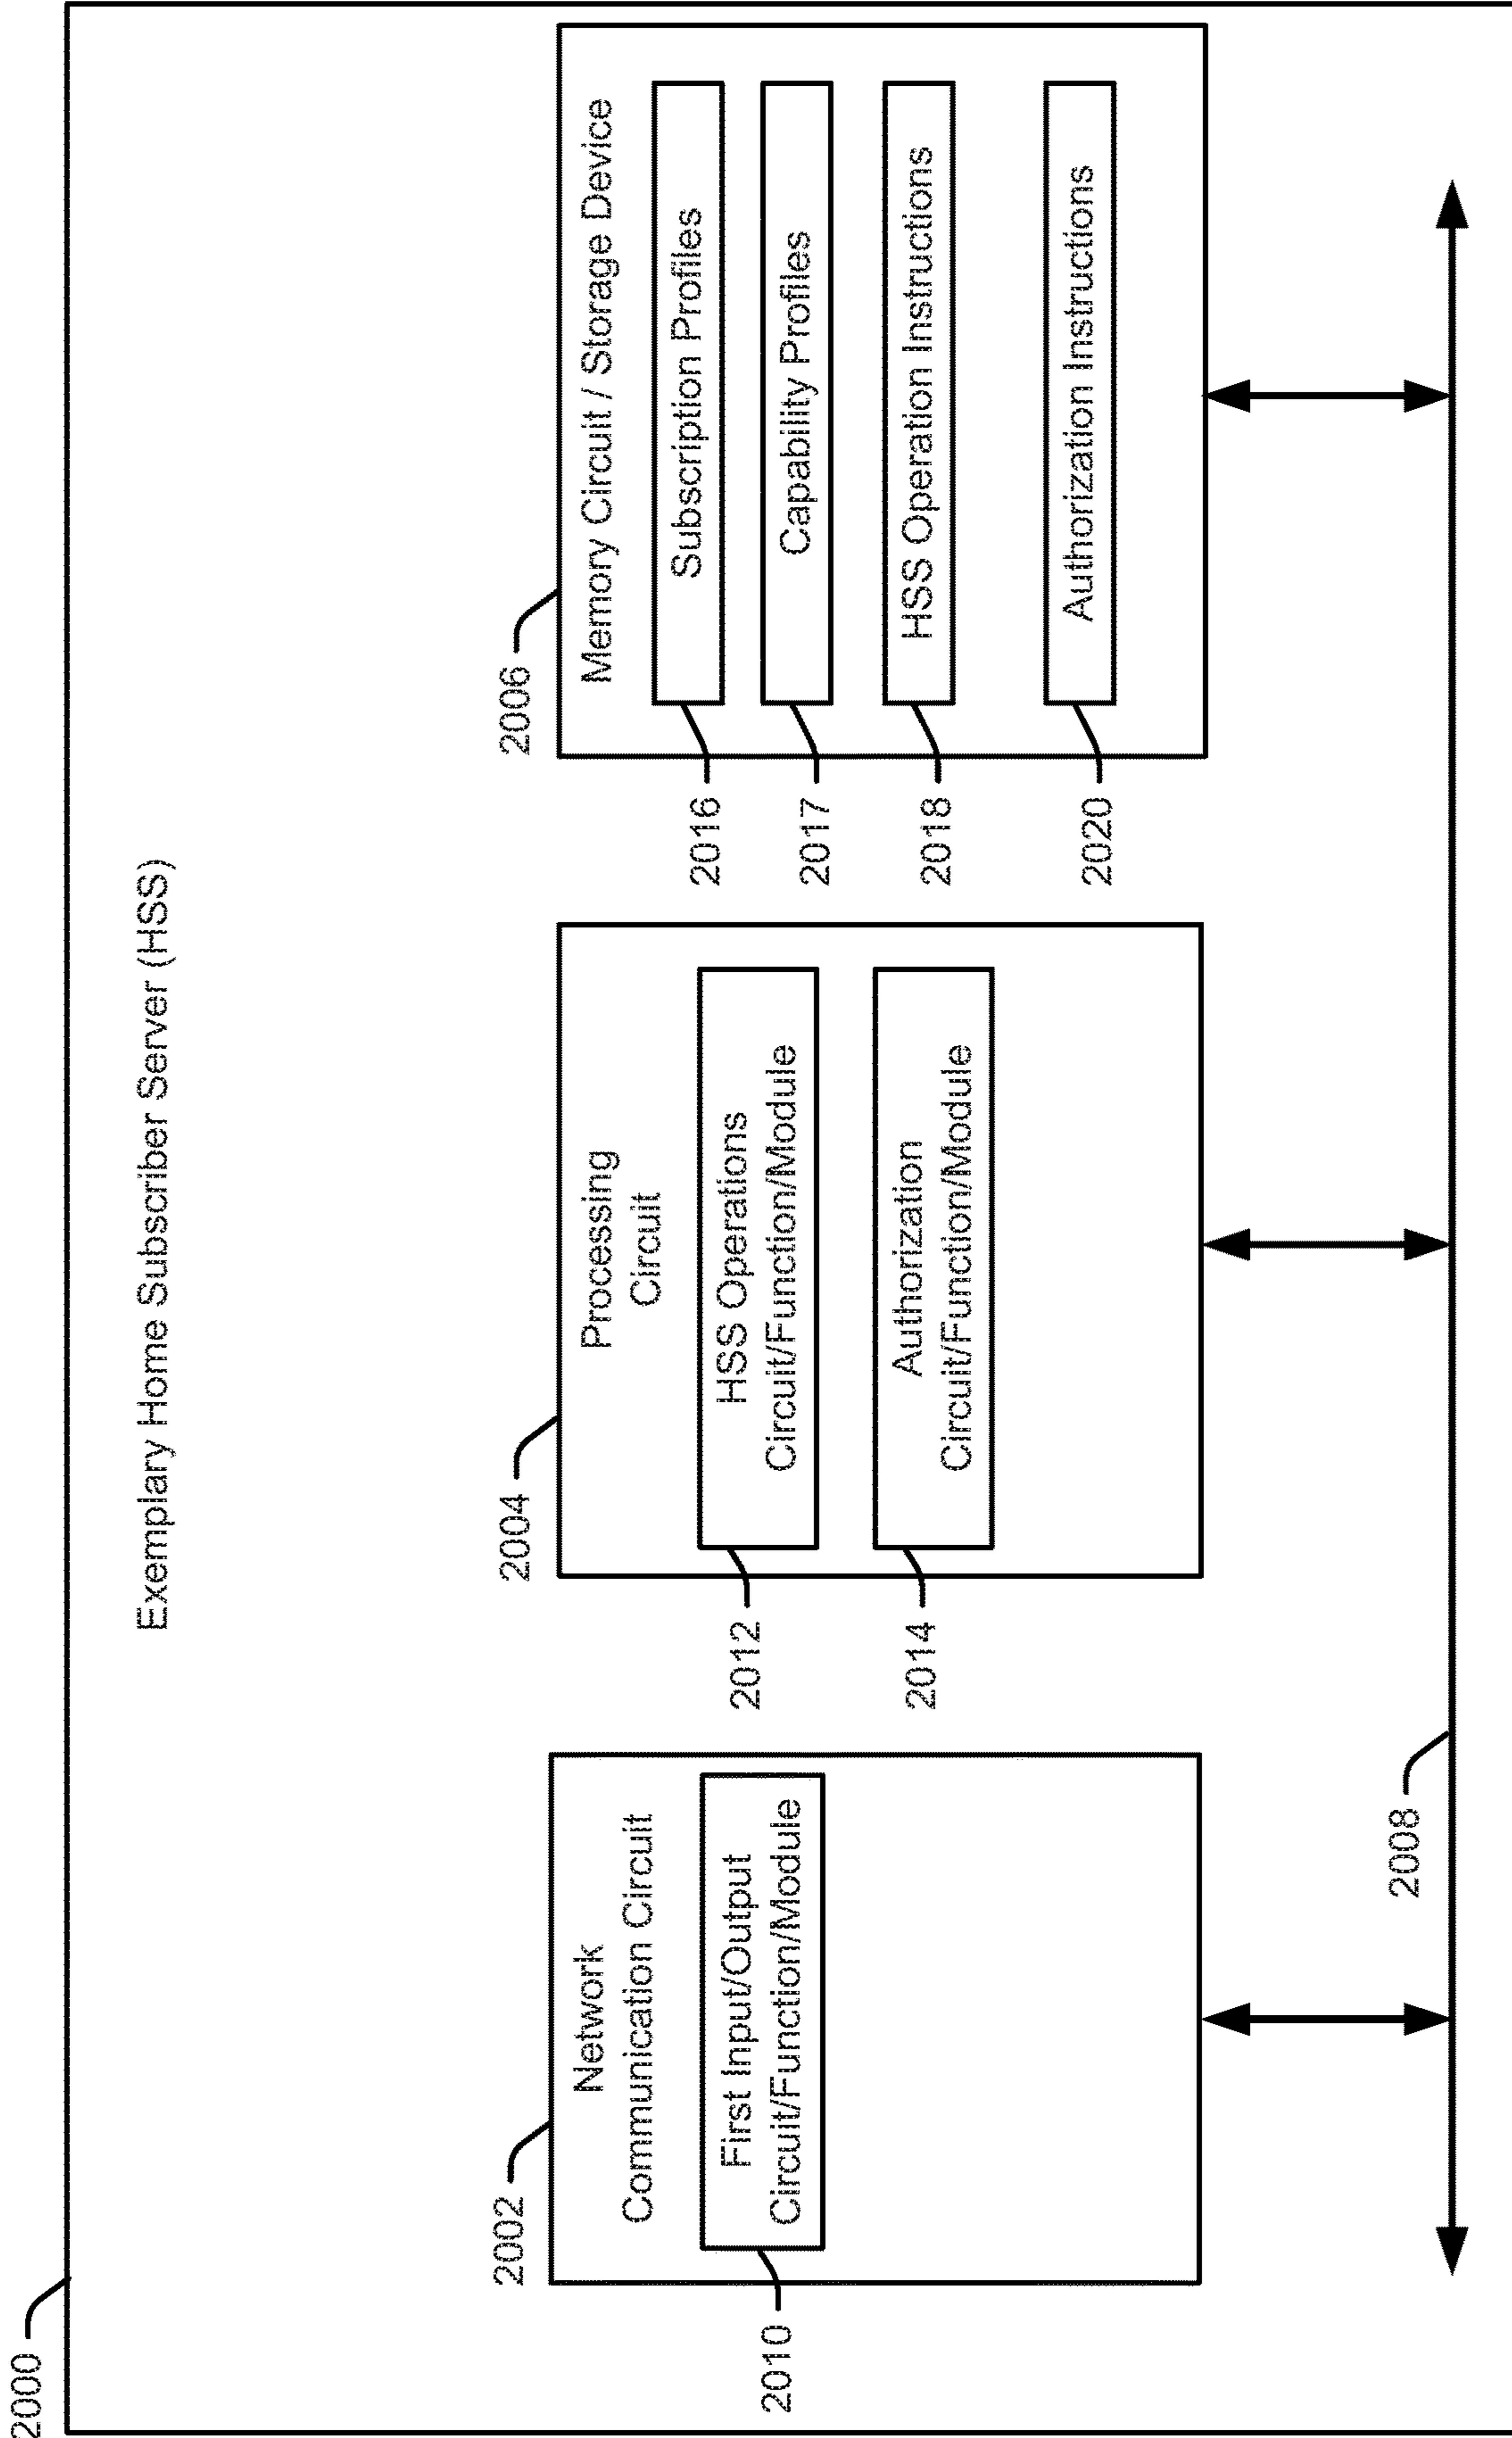 2000
Exemplary Home Subscriber Server (HSS)
2002
Network
Communication Circuit
2010
First Input/Output
Circuit/Function/Module
2004
Processing
Circuit
2012
HSS Operations
Circuit/Function/Module
2014
Authorization
Circuit/Function/Module
2006
Memory Circuit / Storage Device
2016
Subscription Profiles
2017
Capability Profiles
2018
HSS Operation Instructions
2020
Authorization Instructions
2008